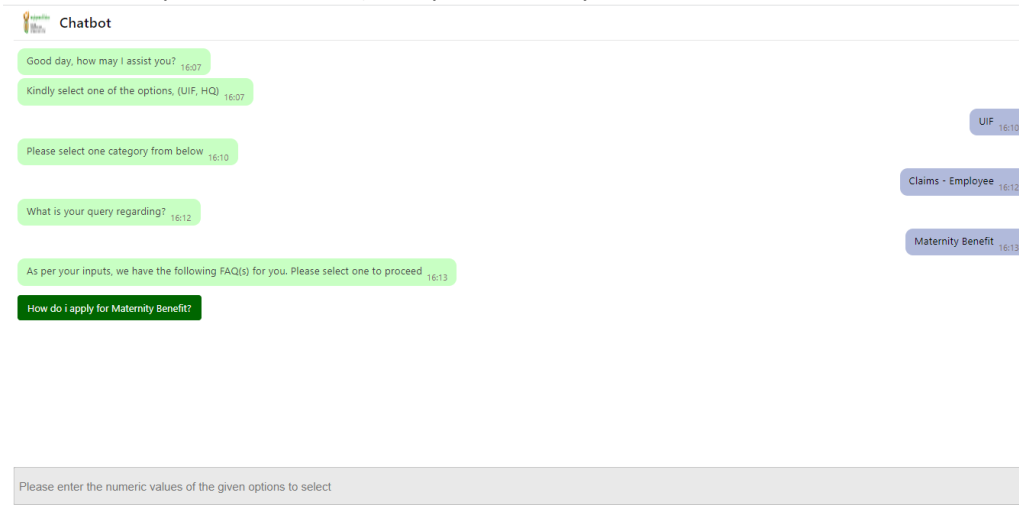 Chatbot
Good day, how may I assist you? 16:07
Kindly select one of the options, (UIF, HQ) 16:07
UIF 16:10
Please select one category from below 16:10
Claims - Employee 16:12
What is your query regarding? 16:12
Maternity Benefit 16:13
As per your inputs, we have the following FAQ(s) for you. Please select one to proceed 16:13
How do i apply for Maternity Benefit?
Please enter the numeric values of the given options to select